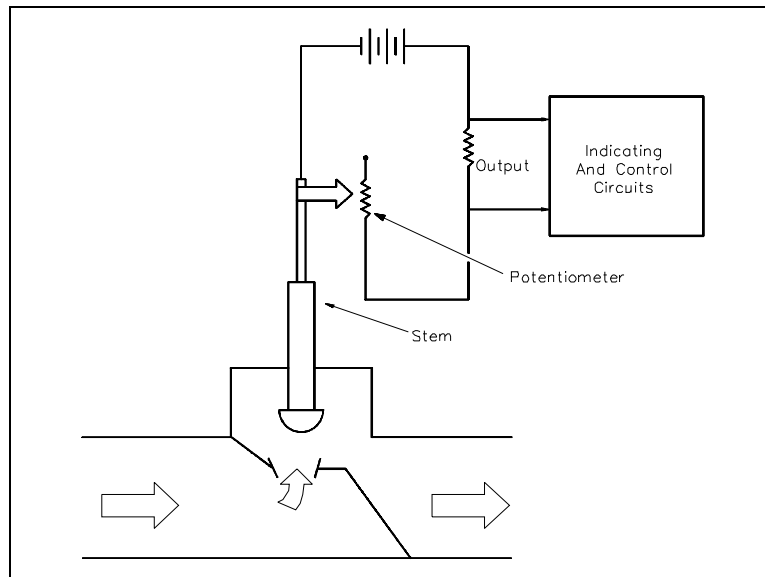 Indicating
And Control
Circuits
Output
Potentiometer
Stem